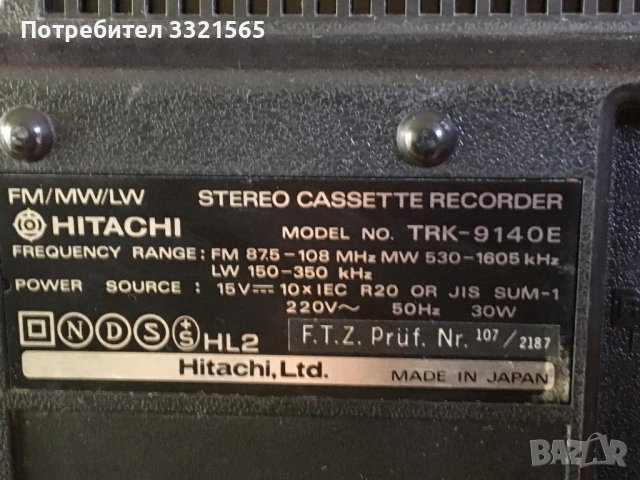 Потребител 3321565
FM/MW/LW STEREO CASSETTE RECORDER
HITACHI MODEL NO. TRK-9140E
FREQUENCY RANGE: FM 87.5-108 MHz MW 530-1605 kHz
LW 150-350 kHz
POWER SOURCE : 15V⎓ 10×IEC R20 OR JIS SUM-1
220V~ 50Hz 30W
N D S +S HL2 F.T.Z. Prüf. Nr. 107/2187
Hitachi, Ltd. MADE IN JAPAN
BAZAR